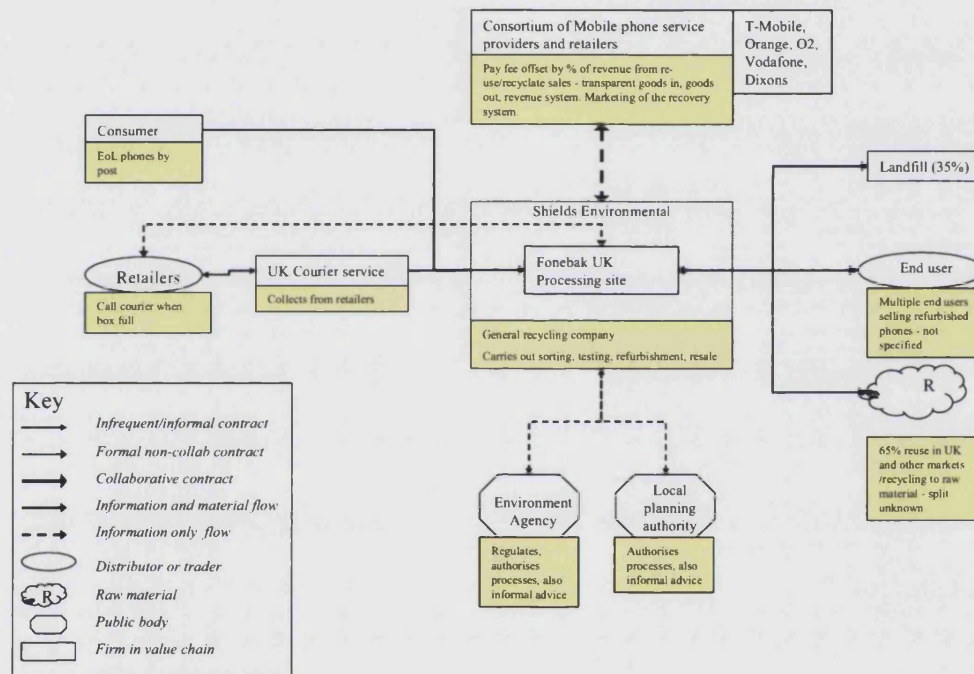 Consortium of Mobile phone service
providers and retailers
Pay fee offset by % of revenue from re-
use/recyclate sales - transparent goods in, goods
out, revenue system. Marketing of the recovery
system.
T-Mobile,
Orange, O2,
Vodafone,
Dixons
Consumer
EoL phones by
post
Landfill (35%)
Shields Environmental
Retailers
Call courier when
box full
UK Courier service
Collects from retailers
Fonebak UK
Processing site
General recycling company
Carries out sorting, testing, refurbishment, resale
End user
Multiple end users
selling refurbished
phones - not
specified
R
65% reuse in UK
and other markets
/recycling to raw
material - split
unknown
Environment
Agency
Regulates,
authorises
processes, also
informal advice
Local
planning
authority
Authorises
processes, also
informal advice
Key
Infrequent/informal contract
Formal non-collab contract
Collaborative contract
Information and material flow
Information only flow
Distributor or trader
R
Raw material
Public body
Firm in value chain